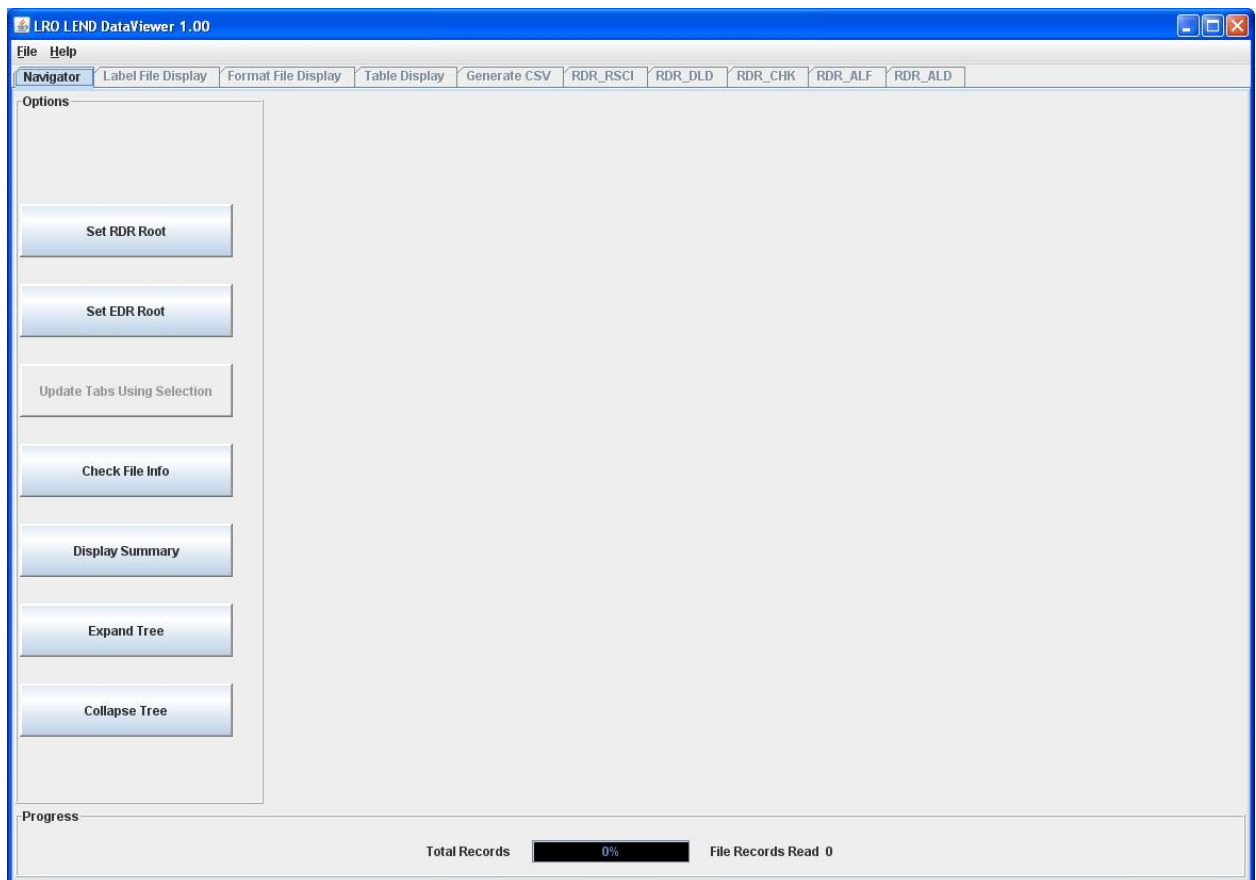 LRO LEND DataViewer 1.00
File Help
Navigator Label File Display Format File Display Table Display Generate CSV RDR_RSCI RDR_DLD RDR_CHK RDR_ALF RDR_ALD
Options
Set RDR Root
Set EDR Root
Update Tabs Using Selection
Check File Info
Display Summary
Expand Tree
Collapse Tree
Progress
Total Records 0% File Records Read 0